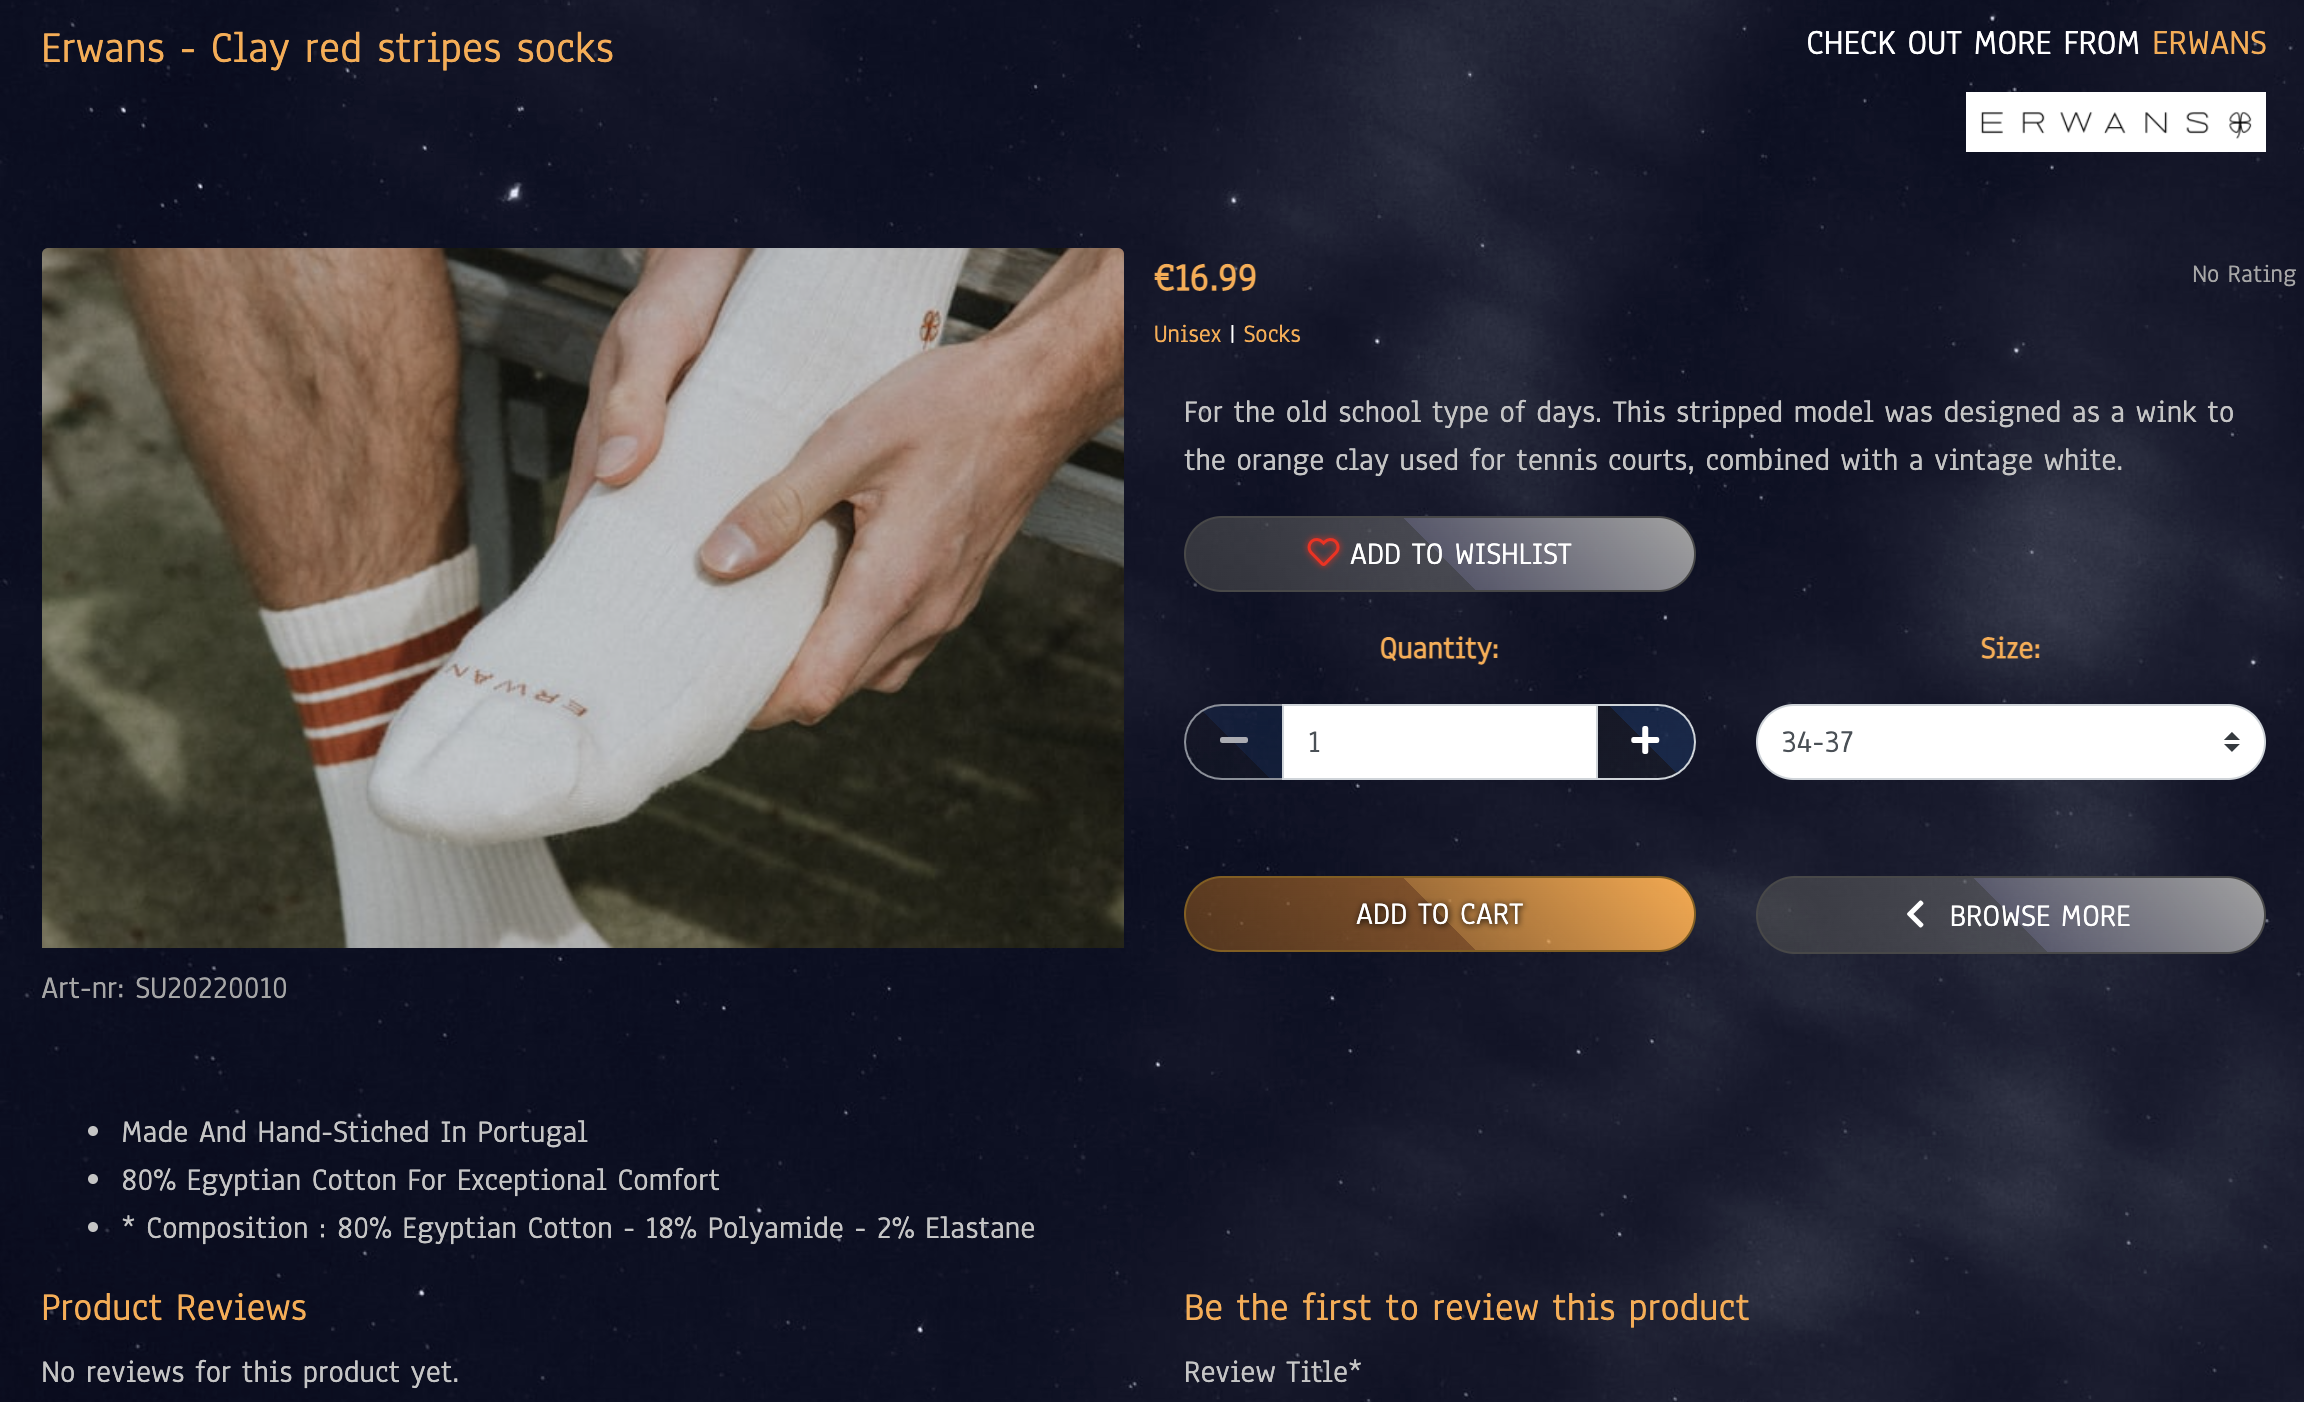 Erwans - Clay red stripes socks
CHECK OUT MORE FROM ERWANS
ERWANS
€16.99
No Rating
Unisex | Socks
For the old school type of days. This stripped model was designed as a wink to
the orange clay used for tennis courts, combined with a vintage white.
ADD TO WISHLIST
Quantity:
Size:
1
34-37
ADD TO CART
BROWSE MORE
ERWAN
Art-nr: SU20220010
• Made And Hand-Stiched In Portugal
• 80% Egyptian Cotton For Exceptional Comfort
• * Composition : 80% Egyptian Cotton - 18% Polyamide - 2% Elastane
Product Reviews
No reviews for this product yet.
Be the first to review this product
Review Title*